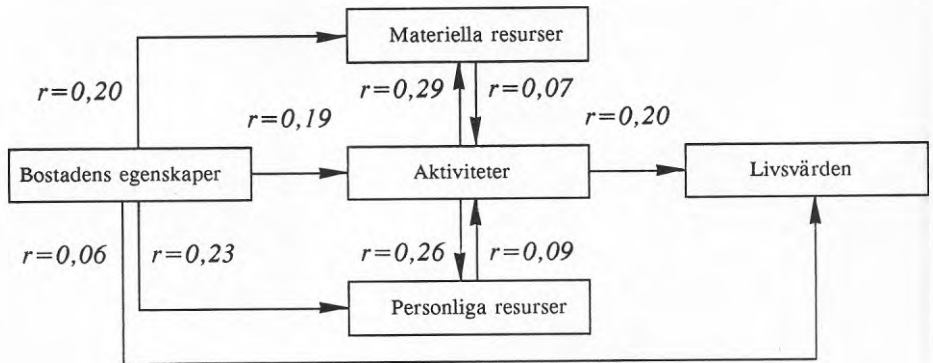 Materiella resurser
r=0,20
r=0,29
r=0,07
r=0,19
r=0,20
Bostadens egenskaper
Aktiviteter
Livsvärden
r=0,06
r=0,23
r=0,26
r=0,09
Personliga resurser